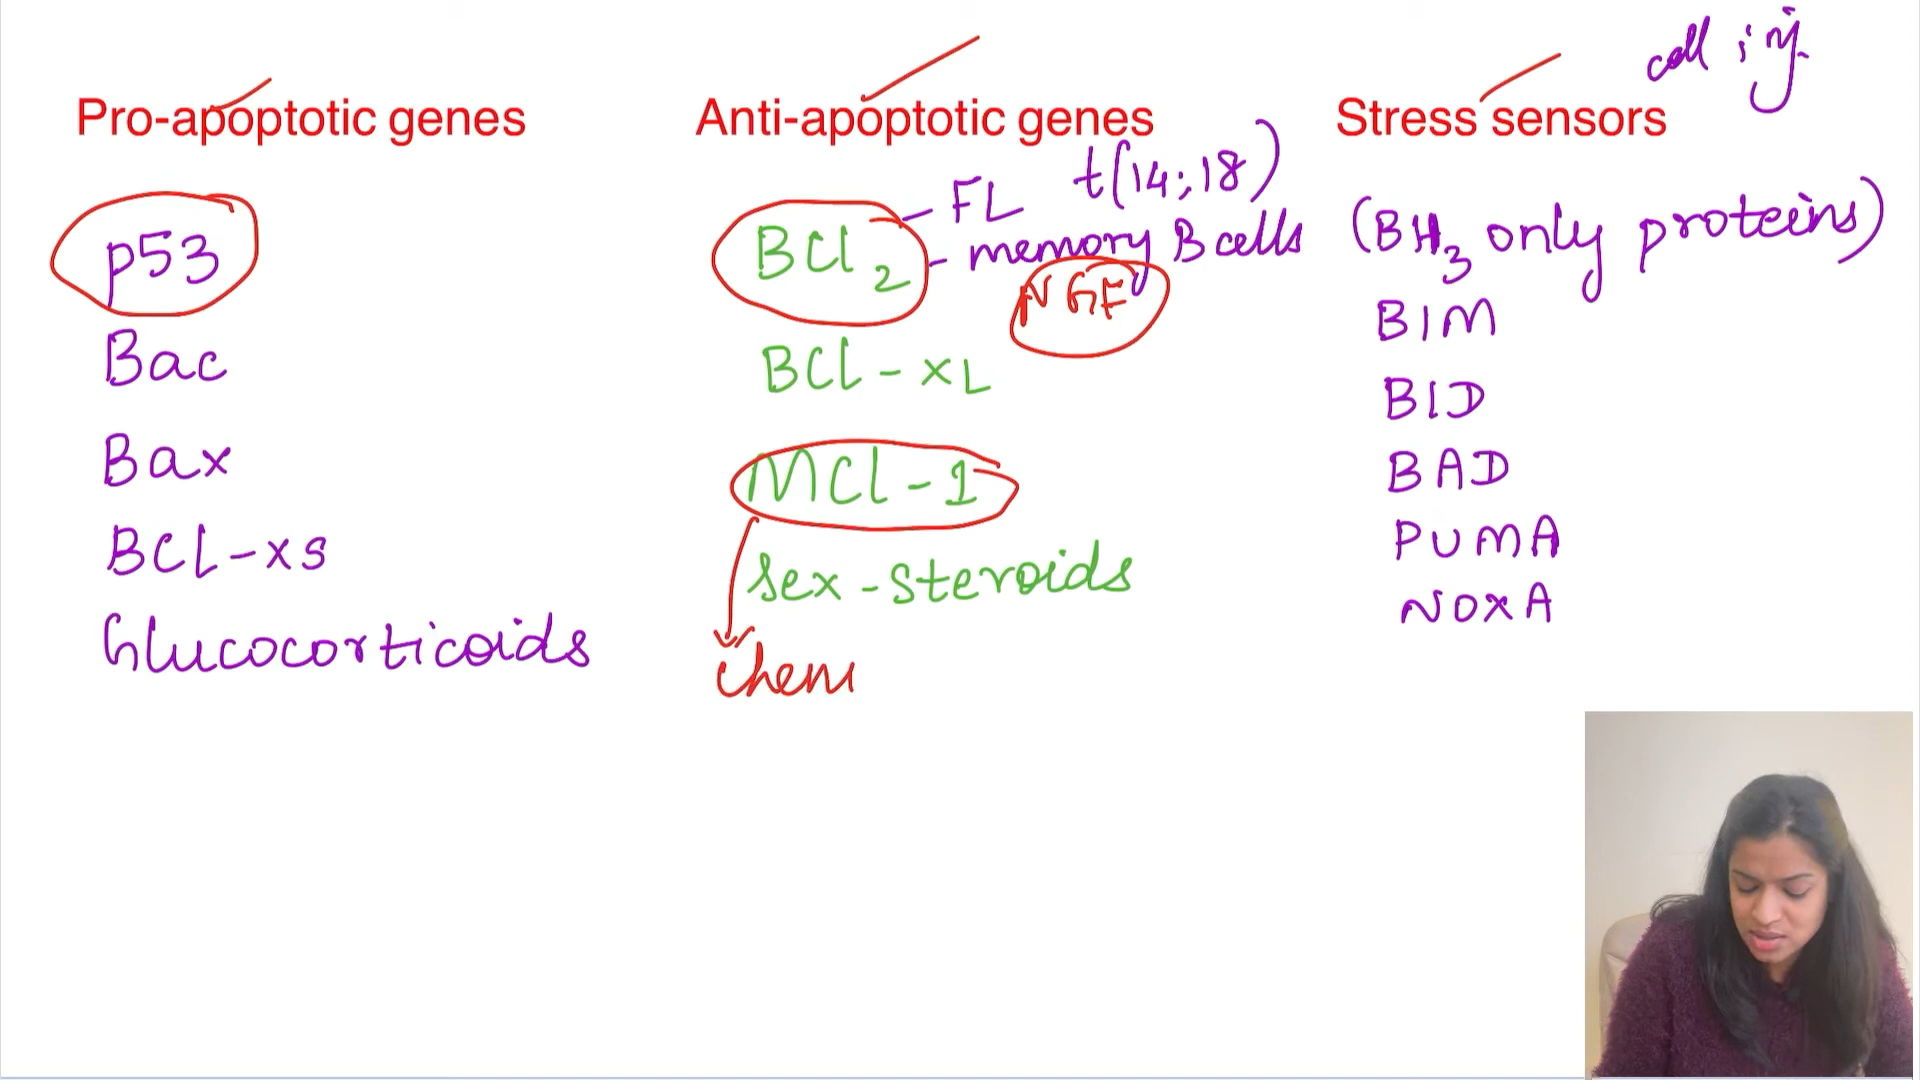 cell inj.
Pro-apoptotic genes
p53
Bac
Bax
BCL-xs
Glucocorticoids
Anti-apoptotic genes
t(14;18)
BCl2 - FL
- memory B cells
NGF
BCl-xL
MCl-1
Sex-steroids
Chem
Stress sensors
(BH3 only proteins)
BIM
BID
BAD
PUMA
NOXA